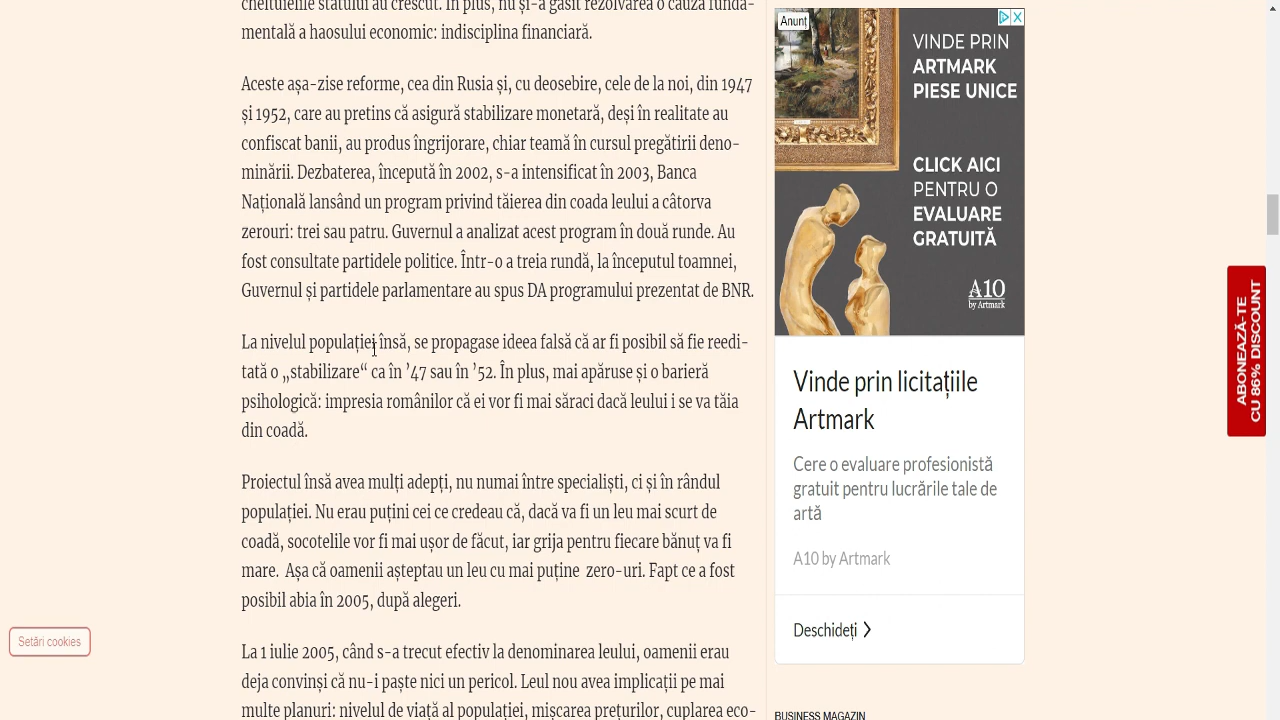 cheltuielile statului au crescut. În plus, nu și-a găsit rezolvarea o cauză funda-
mentală a haosului economic: indisciplina financiară.
Aceste așa-zise reforme, cea din Rusia și, cu deosebire, cele de la noi, din 1947
și 1952, care au pretins că asigură stabilizare monetară, deși în realitate au
confiscat banii, au produs îngrijorare, chiar teamă în cursul pregătirii deno-
minării. Dezbaterea, începută în 2002, s-a intensificat în 2003, Banca
Națională lansând un program privind tăierea din coada leului a câtorva
zerouri: trei sau patru. Guvernul a analizat acest program în două runde. Au
fost consultate partidele politice. Într-o a treia rundă, la începutul toamnei,
Guvernul și partidele parlamentare au spus DA programului prezentat de BNR.
La nivelul populației însă, se propagase ideea falsă că ar fi posibil să fie reedi-
tată o „stabilizare“ ca în ’47 sau în ’52. În plus, mai apăruse și o barieră
psihologică: impresia românilor că ei vor fi mai săraci dacă leului i se va tăia
din coadă.
Proiectul însă avea mulți adepți, nu numai între specialiști, ci și în rândul
populației. Nu erau puțini cei ce credeau că, dacă va fi un leu mai scurt de
coadă, socotelile vor fi mai ușor de făcut, iar grija pentru fiecare bănuț va fi
mare.  Așa că oamenii așteptau un leu cu mai puține  zero-uri. Fapt ce a fost
posibil abia în 2005, după alegeri.
La 1 iulie 2005, când s-a trecut efectiv la denominarea leului, oamenii erau
deja convinși că nu-i paște nici un pericol. Leul nou avea implicații pe mai
multe planuri: nivelul de viață al populației, mișcarea prețurilor, cuplarea eco-
Setări cookies
Anunț
VINDE PRIN
ARTMARK
PIESE UNICE
CLICK AICI
PENTRU O
EVALUARE
GRATUITĂ
A10
by Artmark
Vinde prin licitațiile
Artmark
Cere o evaluare profesionistă
gratuit pentru lucrările tale de
artă
A10 by Artmark
Deschideți
BUSINESS MAGAZIN
ABONEAZĂ-TE
CU 86% DISCOUNT